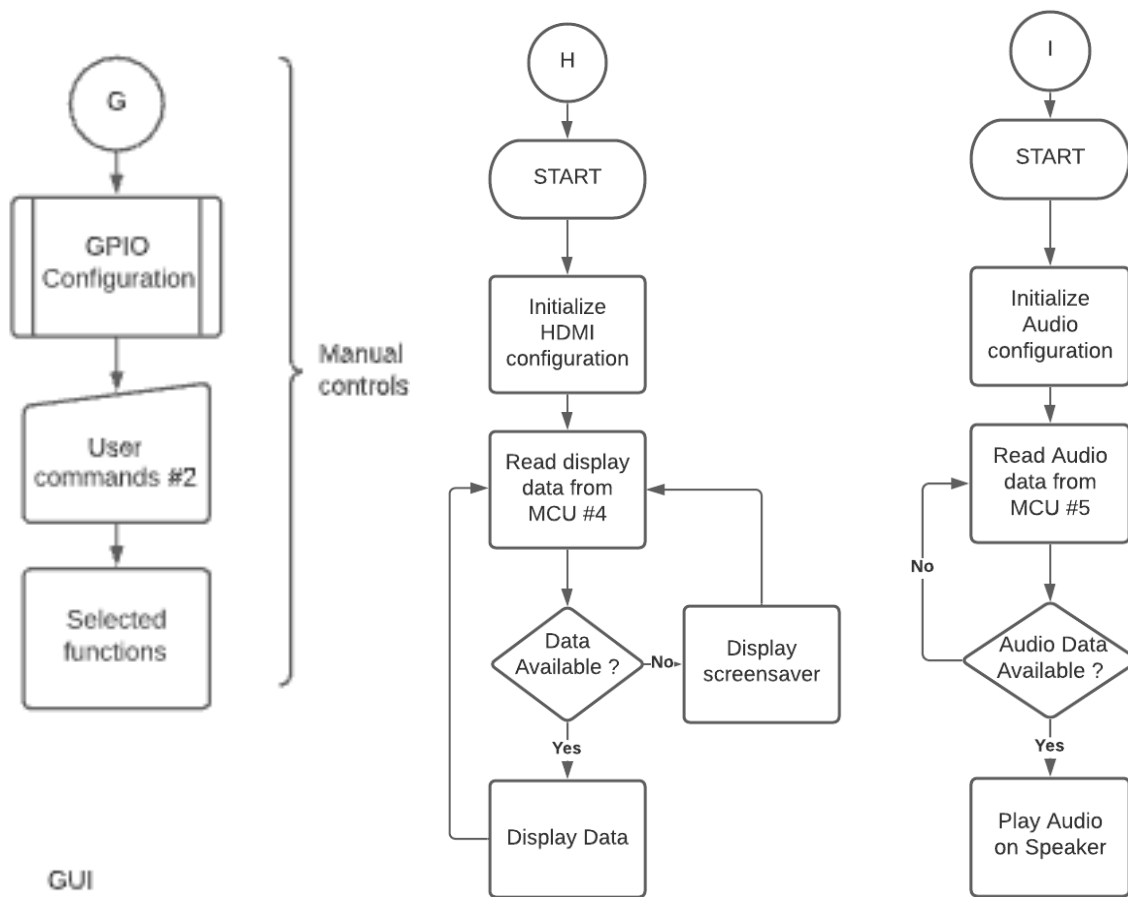 G
GPIO
Configuration
User
commands #2
Selected
functions
Manual
controls
GUI
H
START
Initialize
HDMI
configuration
Read display
data from
MCU #4
Data
Available ?
No
Display
screensaver
Yes
Display Data
I
START
Initialize
Audio
configuration
Read Audio
data from
MCU #5
No
Audio Data
Available ?
Yes
Play Audio
on Speaker